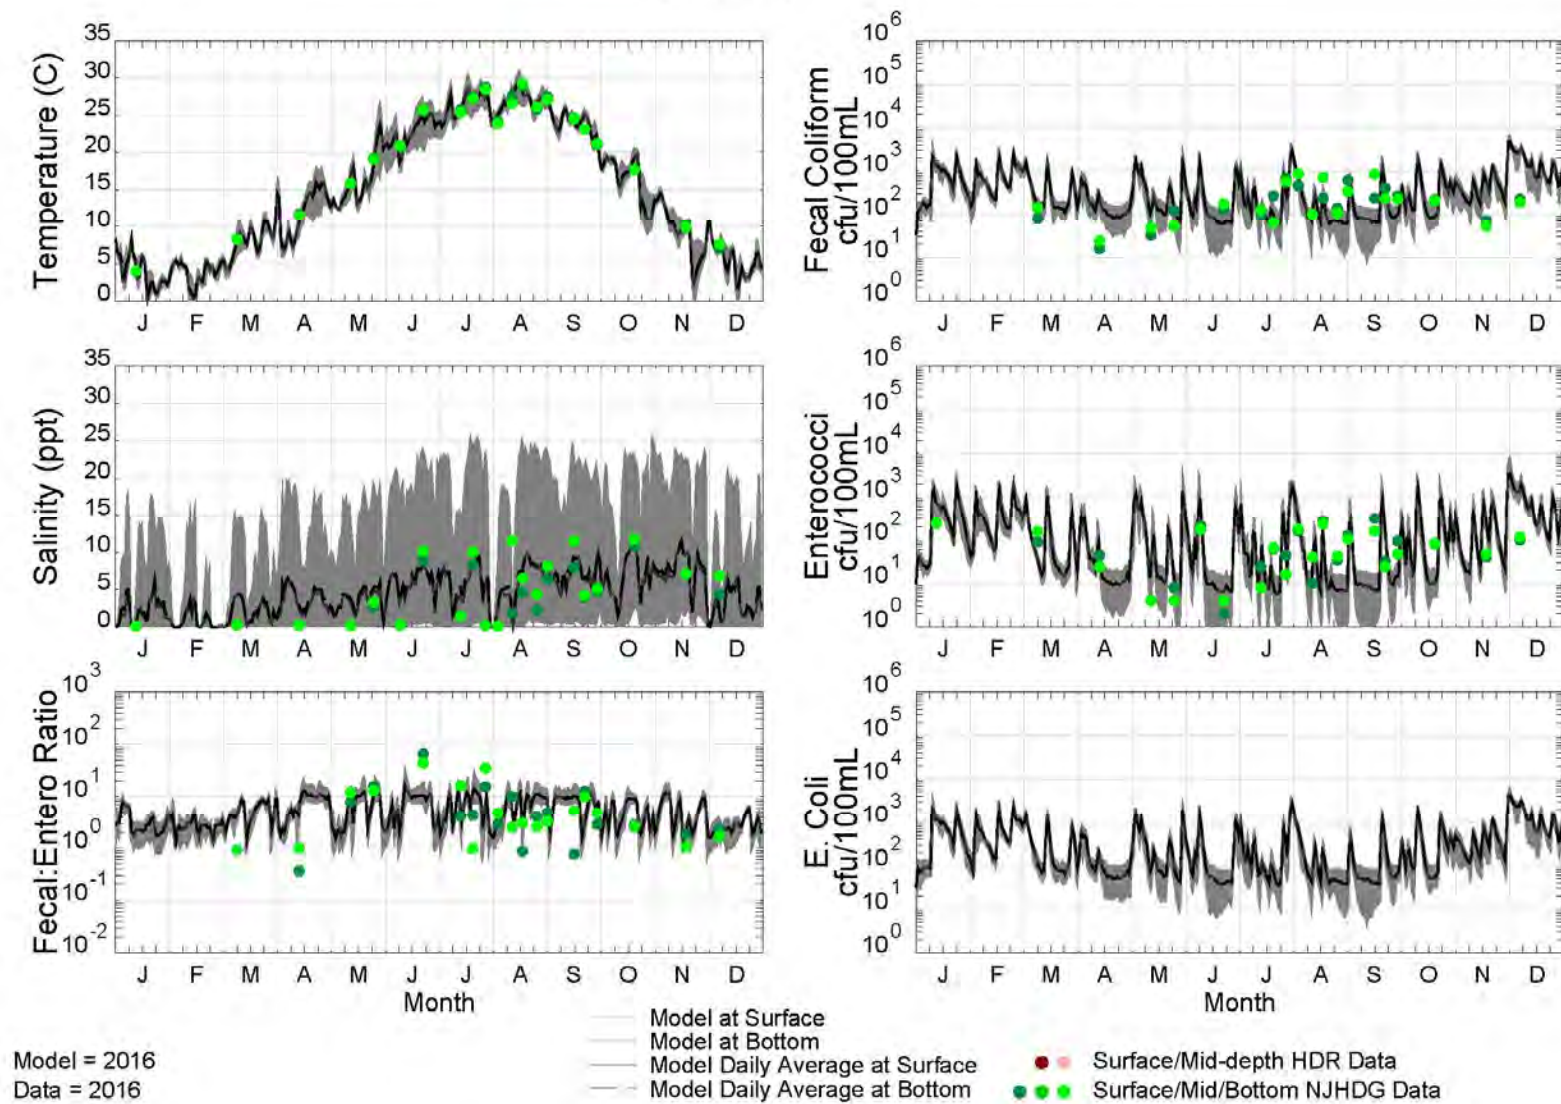 Temperature (C)
35
30
25
20
15
10
5
0
J F M A M J J A S O N D
Fecal Coliform
cfu/100mL
10^6
10^5
10^4
10^3
10^2
10^1
10^0
J F M A M J J A S O N D
Salinity (ppt)
35
30
25
20
15
10
5
0
J F M A M J J A S O N D
Enterococci
cfu/100mL
10^6
10^5
10^4
10^3
10^2
10^1
10^0
J F M A M J J A S O N D
Fecal:Entero Ratio
10^3
10^2
10^1
10^0
10^-1
10^-2
J F M A M J J A S O N D
Month
E. Coli
cfu/100mL
10^6
10^5
10^4
10^3
10^2
10^1
10^0
J F M A M J J A S O N D
Month
Model = 2016
Data = 2016
Model at Surface
Model at Bottom
Model Daily Average at Surface
Model Daily Average at Bottom
Surface/Mid-depth HDR Data
Surface/Mid/Bottom NJHDG Data